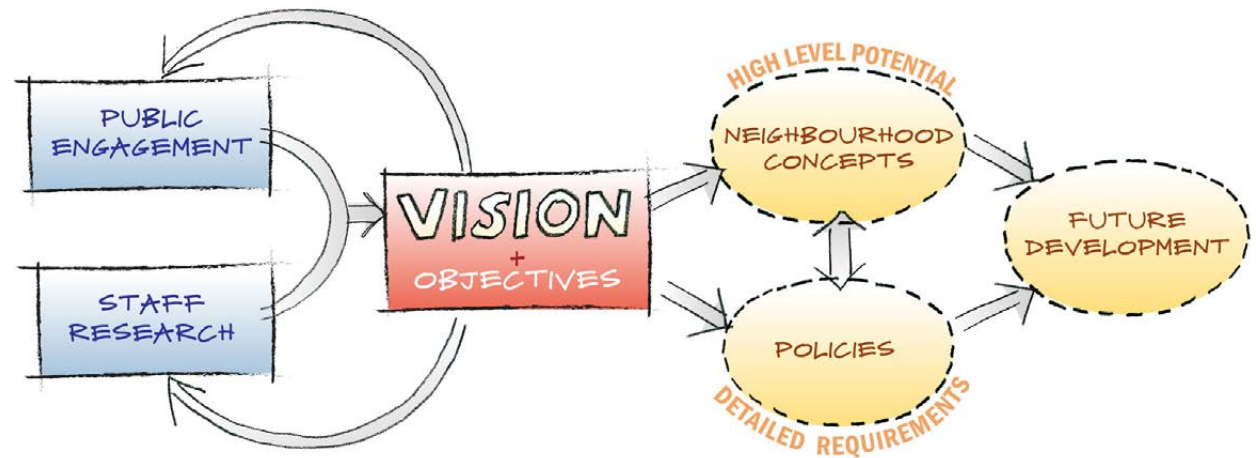 PUBLIC
ENGAGEMENT
STAFF
RESEARCH
VISION
+
OBJECTIVES
HIGH LEVEL POTENTIAL
NEIGHBOURHOOD
CONCEPTS
POLICIES
DETAILED REQUIREMENTS
FUTURE
DEVELOPMENT